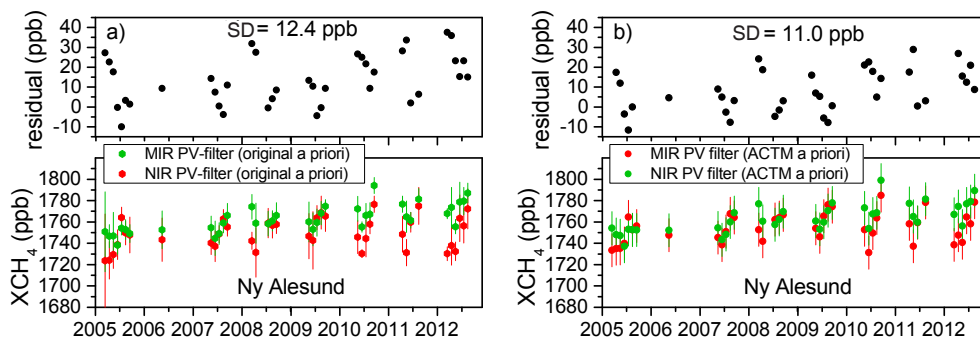 a)
SD = 12.4 ppb
residual (ppb)
40
30
20
10
0
-10
MIR PV-filter (original a priori)
NIR PV-filter (original a priori)
XCH4 (ppb)
1800
1780
1760
1740
1720
1700
1680
Ny Alesund
2005 2006 2007 2008 2009 2010 2011 2012
b)
SD = 11.0 ppb
residual (ppb)
40
30
20
10
0
-10
MIR PV filter (ACTM a priori)
NIR PV filter (ACTM a priori)
XCH4 (ppb)
1800
1780
1760
1740
1720
1700
1680
Ny Alesund
2005 2006 2007 2008 2009 2010 2011 2012